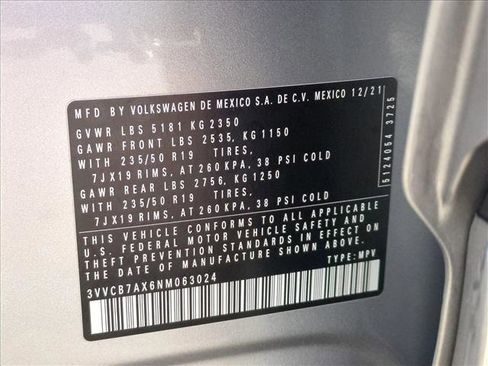 MFD. BY VOLKSWAGEN DE MEXICO S.A. DE C.V. MEXICO 12/21
GVWR LBS 5181 KG 2350
GAWR FRONT LBS 2535, KG 1150
WITH 235/50 R19 TIRES.
7JX19 RIMS, AT 260 KPA, 38 PSI COLD
GAWR REAR LBS 2756, KG 1250
WITH 235/50 R19 TIRES.
7JX19 RIMS, AT 260 KPA, 38 PSI COLD
THIS VEHICLE CONFORMS TO ALL APPLICABLE
U.S. FEDERAL MOTOR VEHICLE SAFETY AND
THEFT PREVENTION STANDARDS IN EFFECT ON
THE DATE OF MANUFACTURE SHOWN ABOVE.
3VVCB7AX6NM063024 TYPE: MPV
5124054 3725